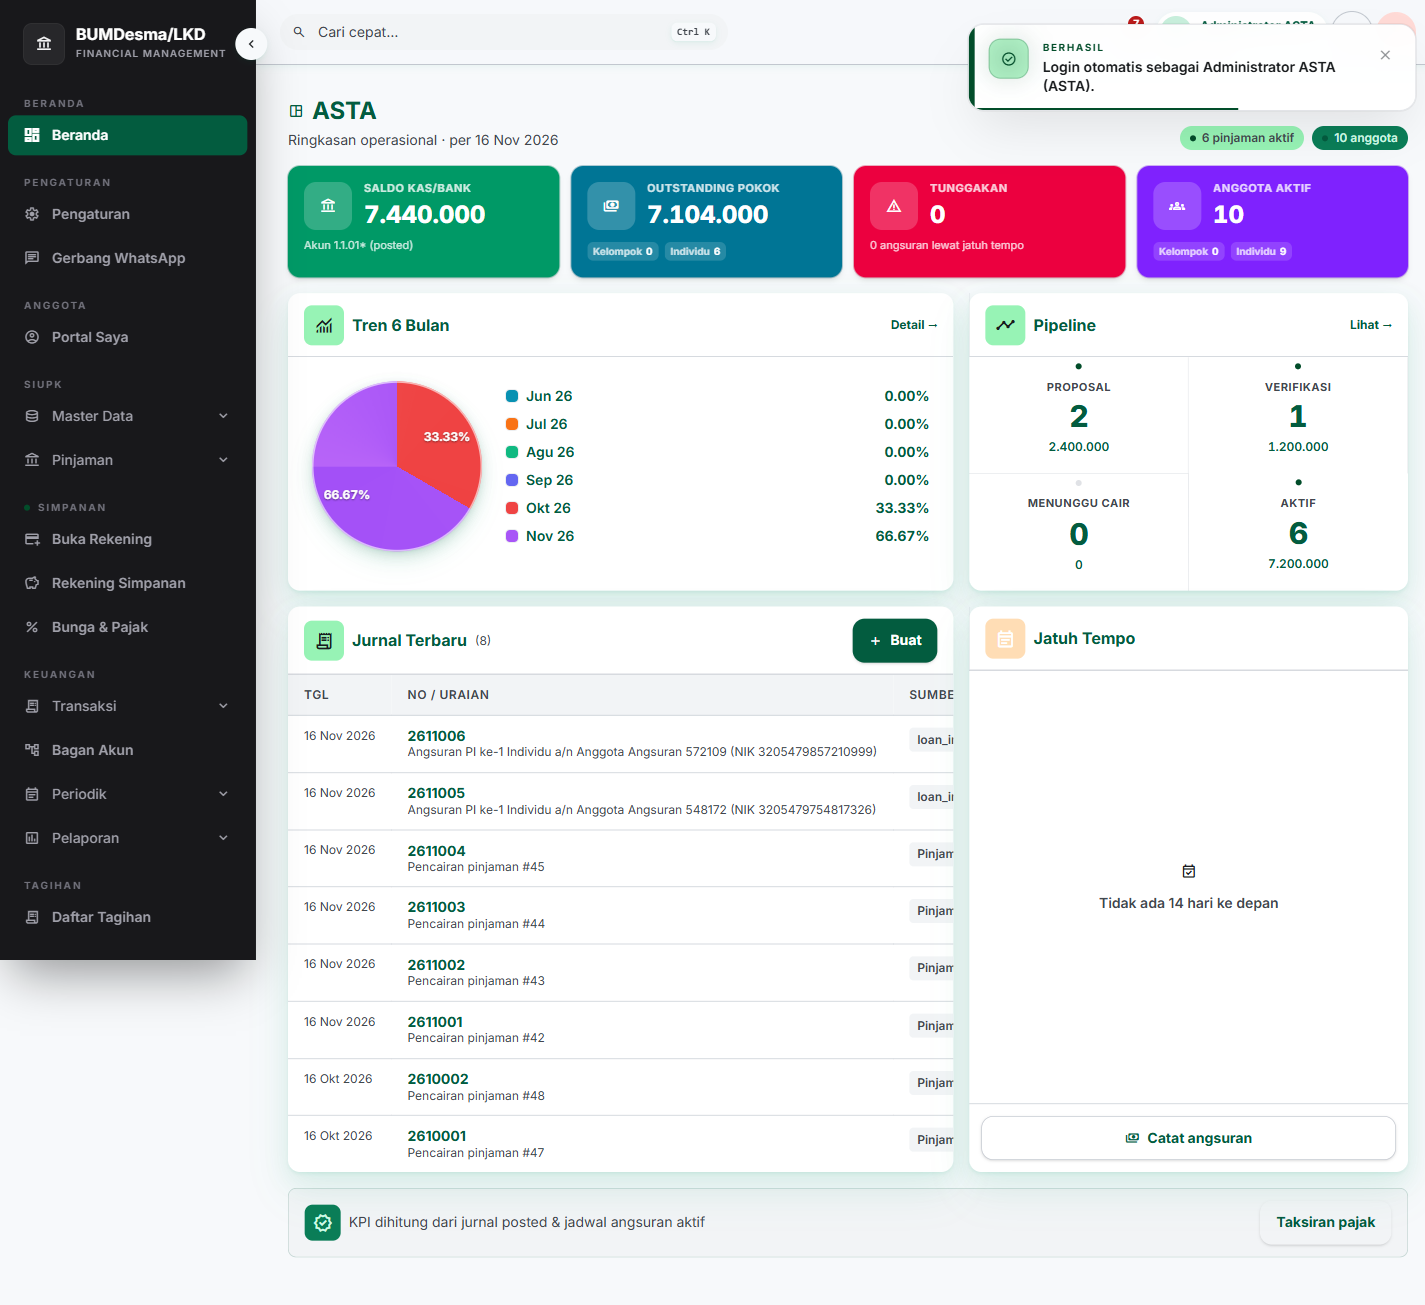 BUMDesma/LKD
FINANCIAL MANAGEMENT
Cari cepat...
Ctrl K
7
BERHASIL
Login otomatis sebagai Administrator ASTA
(ASTA).
BERANDA
Beranda
PENGATURAN
Pengaturan
Gerbang WhatsApp
ANGGOTA
Portal Saya
SIUPK
Master Data
Pinjaman
SIMPANAN
Buka Rekening
Rekening Simpanan
Bunga & Pajak
KEUANGAN
Transaksi
Bagan Akun
Periodik
Pelaporan
TAGIHAN
Daftar Tagihan
ASTA
Ringkasan operasional · per 16 Nov 2026
6 pinjaman aktif
10 anggota
SALDO KAS/BANK
7.440.000
Akun 1.1.01* (posted)
OUTSTANDING POKOK
7.104.000
Kelompok 0 Individu 6
TUNGGAKAN
0
0 angsuran lewat jatuh tempo
ANGGOTA AKTIF
10
Kelompok 0 Individu 9
Tren 6 Bulan
Detail →
33.33%
66.67%
Jun 26 0.00%
Jul 26 0.00%
Agu 26 0.00%
Sep 26 0.00%
Okt 26 33.33%
Nov 26 66.67%
Pipeline
Lihat →
PROPOSAL
2
2.400.000
VERIFIKASI
1
1.200.000
MENUNGGU CAIR
0
0
AKTIF
6
7.200.000
Jurnal Terbaru (8)
+ Buat
TGL NO / URAIAN SUMBE
16 Nov 2026 2611006 loan_i
Angsuran PI ke-1 Individu a/n Anggota Angsuran 572109 (NIK 3205479857210999)
16 Nov 2026 2611005 loan_i
Angsuran PI ke-1 Individu a/n Anggota Angsuran 548172 (NIK 3205479754817326)
16 Nov 2026 2611004 Pinjam
Pencairan pinjaman #45
16 Nov 2026 2611003 Pinjam
Pencairan pinjaman #44
16 Nov 2026 2611002 Pinjam
Pencairan pinjaman #43
16 Nov 2026 2611001 Pinjam
Pencairan pinjaman #42
16 Okt 2026 2610002 Pinjam
Pencairan pinjaman #48
16 Okt 2026 2610001 Pinjam
Pencairan pinjaman #47
Jatuh Tempo
Tidak ada 14 hari ke depan
Catat angsuran
KPI dihitung dari jurnal posted & jadwal angsuran aktif
Taksiran pajak